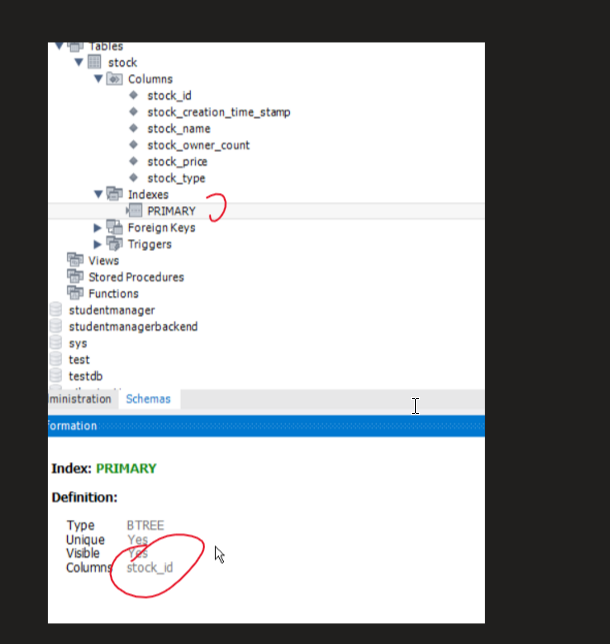 Tables
stock
Columns
stock_id
stock_creation_time_stamp
stock_name
stock_owner_count
stock_price
stock_type
Indexes
PRIMARY
Foreign Keys
Triggers
Views
Stored Procedures
Functions
studentmanager
studentmanagerbackend
sys
test
testdb
ministration Schemas
formation
Index: PRIMARY
Definition:
Type BTREE
Unique Yes
Visible Yes
Columns stock_id